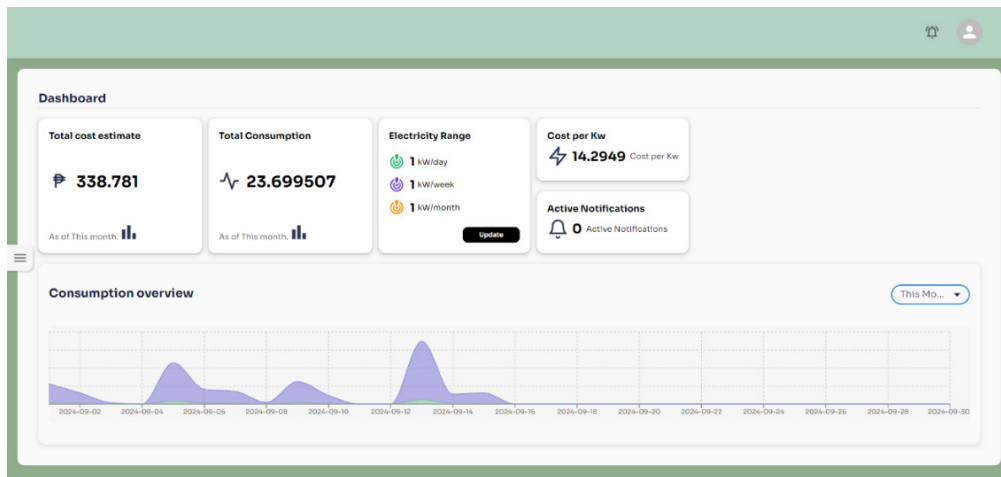 Dashboard
Total cost estimate
₱ 338.781
As of This month.
Total Consumption
23.699507
As of This month.
Electricity Range
1 kW/day
1 kW/week
1 kW/month
Update
Cost per Kw
14.2949 Cost per Kw
Active Notifications
0 Active Notifications
Consumption overview
This Mo...
2024-09-02 2024-09-04 2024-09-06 2024-09-08 2024-09-10 2024-09-12 2024-09-14 2024-09-16 2024-09-18 2024-09-20 2024-09-22 2024-09-24 2024-09-26 2024-09-28 2024-09-30